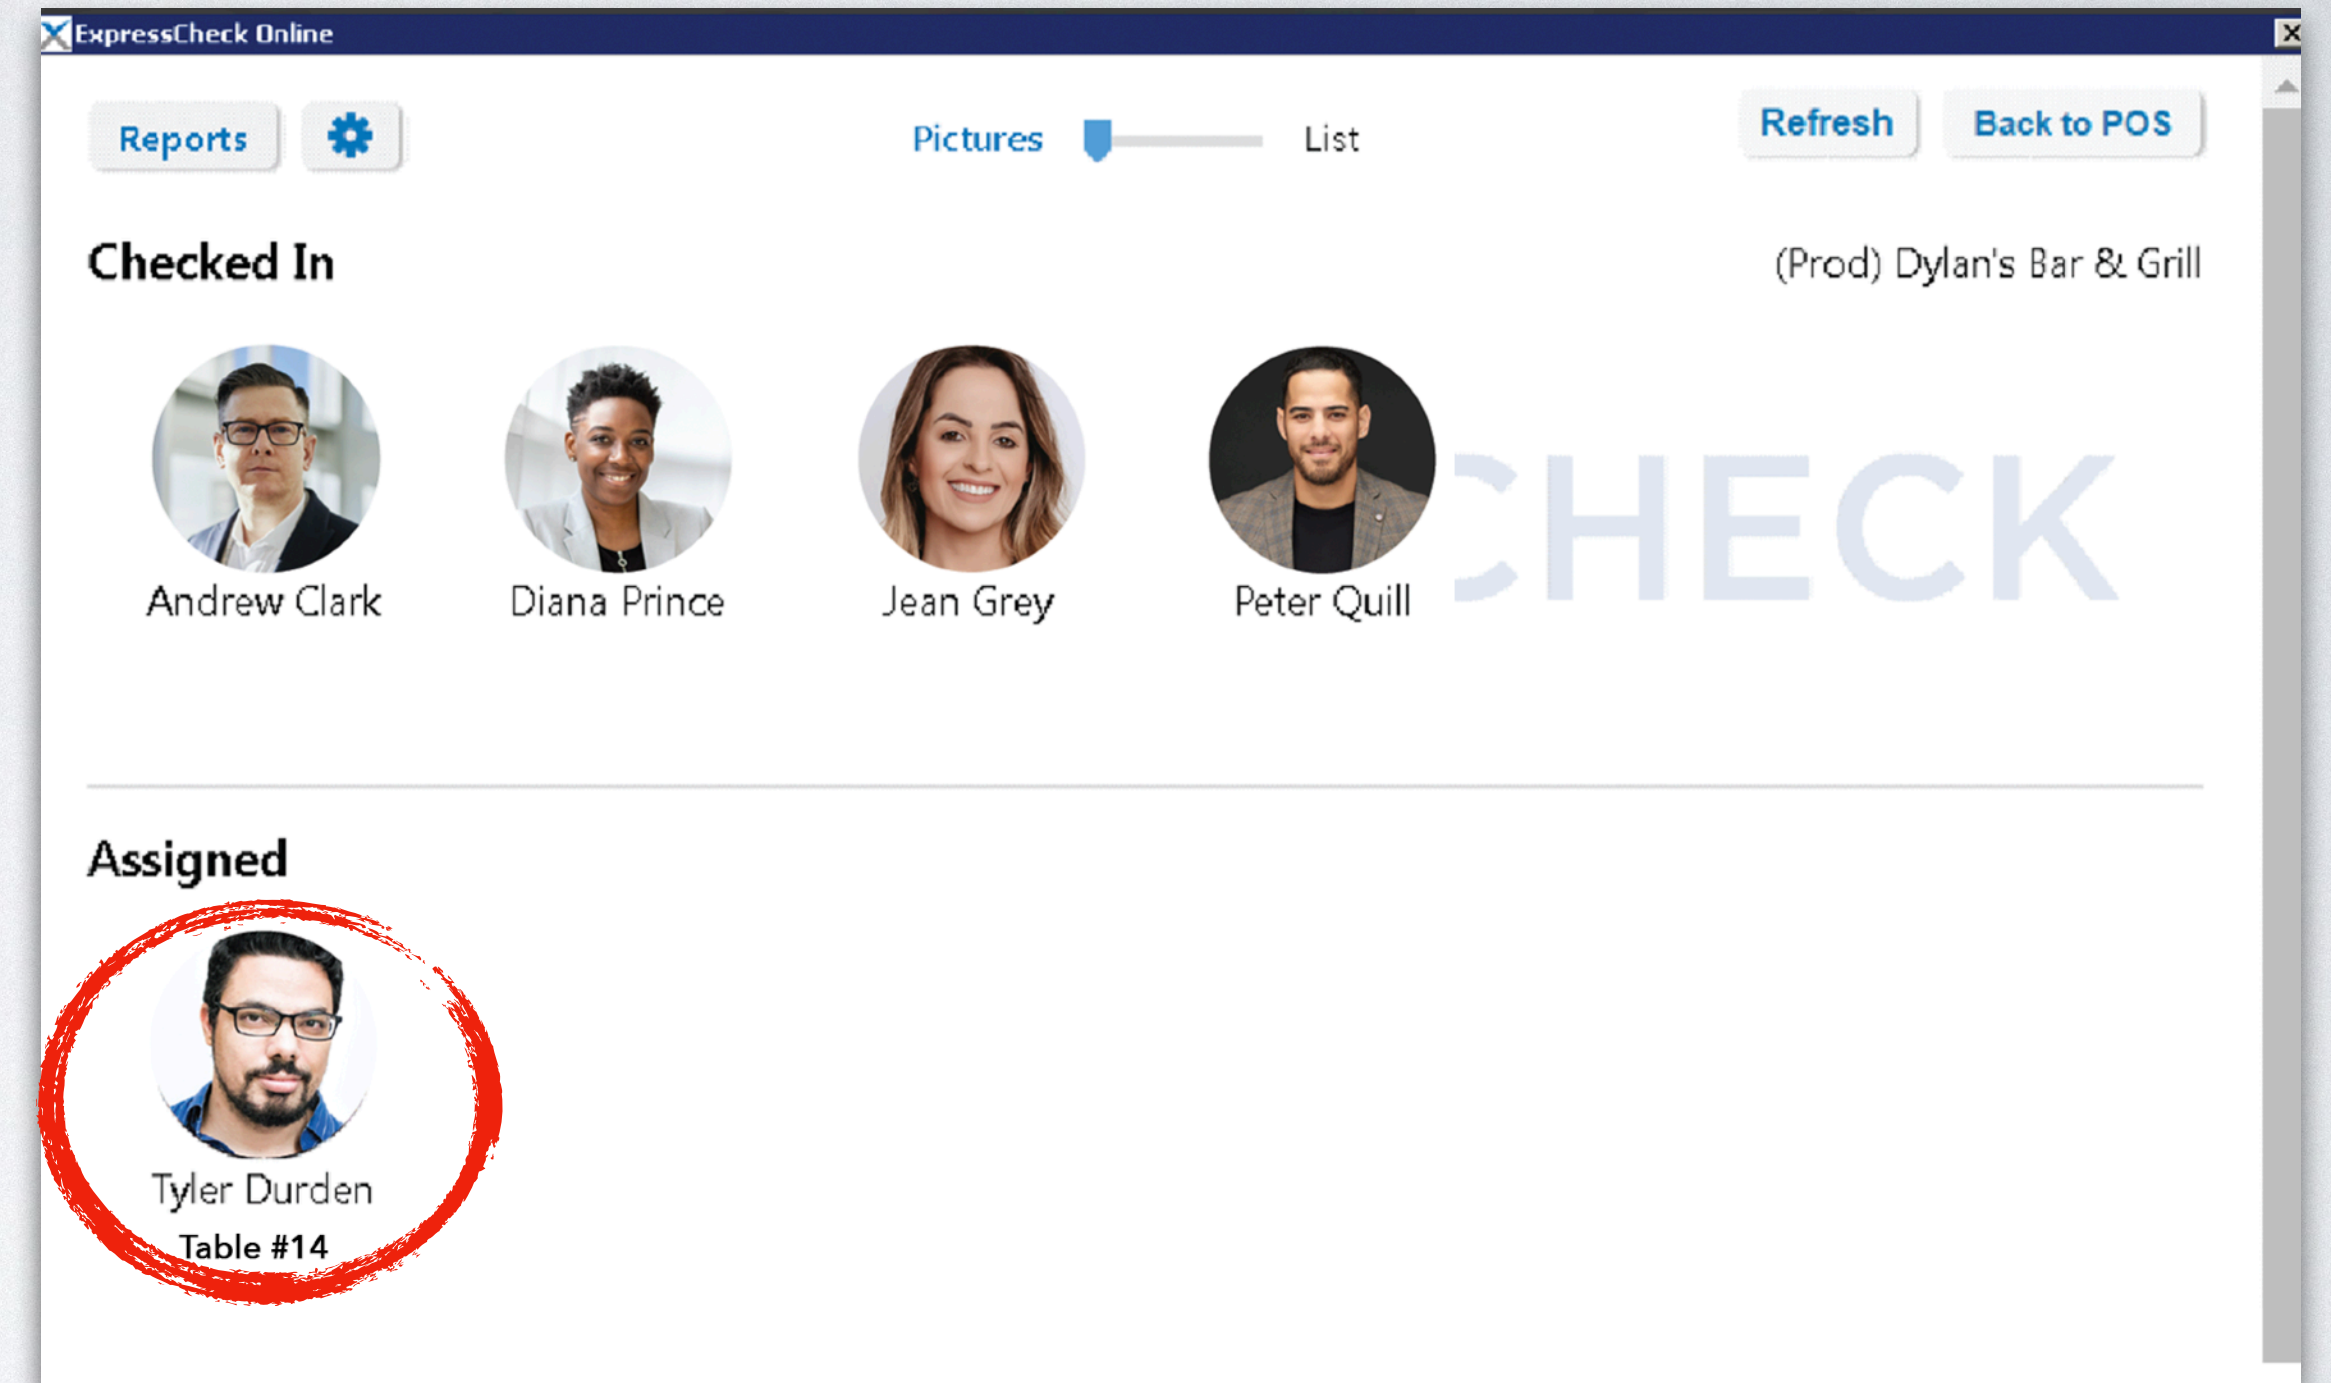 ExpressCheck Online
Reports
Pictures
List
Refresh
Back to POS
Checked In
(Prod) Dylan's Bar & Grill
CHECK
Andrew Clark
Diana Prince
Jean Grey
Peter Quill
Assigned
Tyler Durden
Table #14